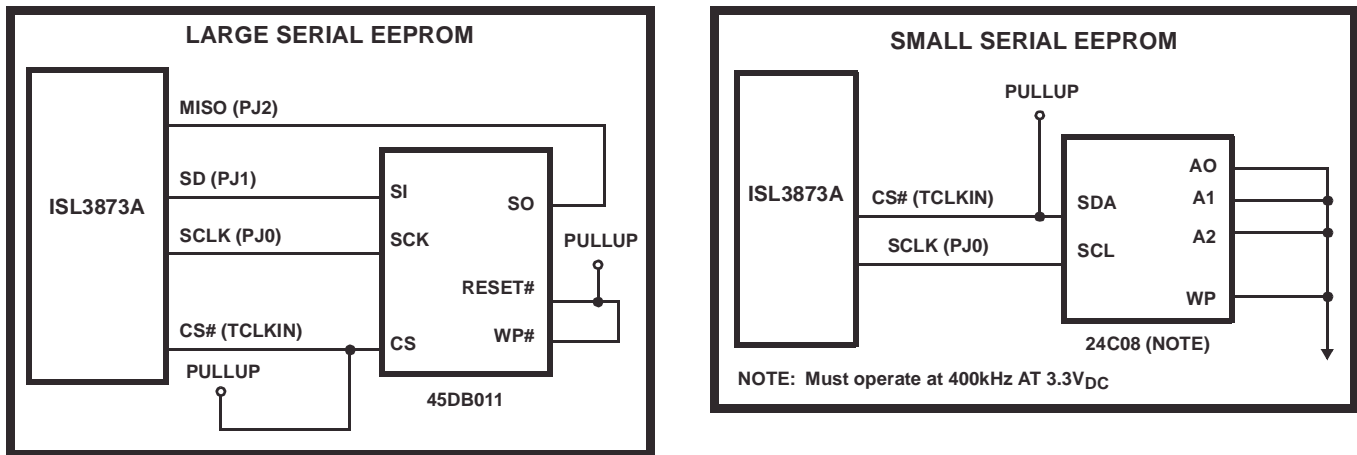 LARGE SERIAL EEPROM
ISL3873A
MISO (PJ2)
SD (PJ1)
SCLK (PJ0)
CS# (TCLKIN)
PULLUP
SI
SCK
CS
SO
RESET#
WP#
PULLUP
45DB011
SMALL SERIAL EEPROM
ISL3873A
PULLUP
CS# (TCLKIN)
SCLK (PJ0)
SDA
SCL
AO
A1
A2
WP
24C08 (NOTE)
NOTE: Must operate at 400kHz AT 3.3VDC